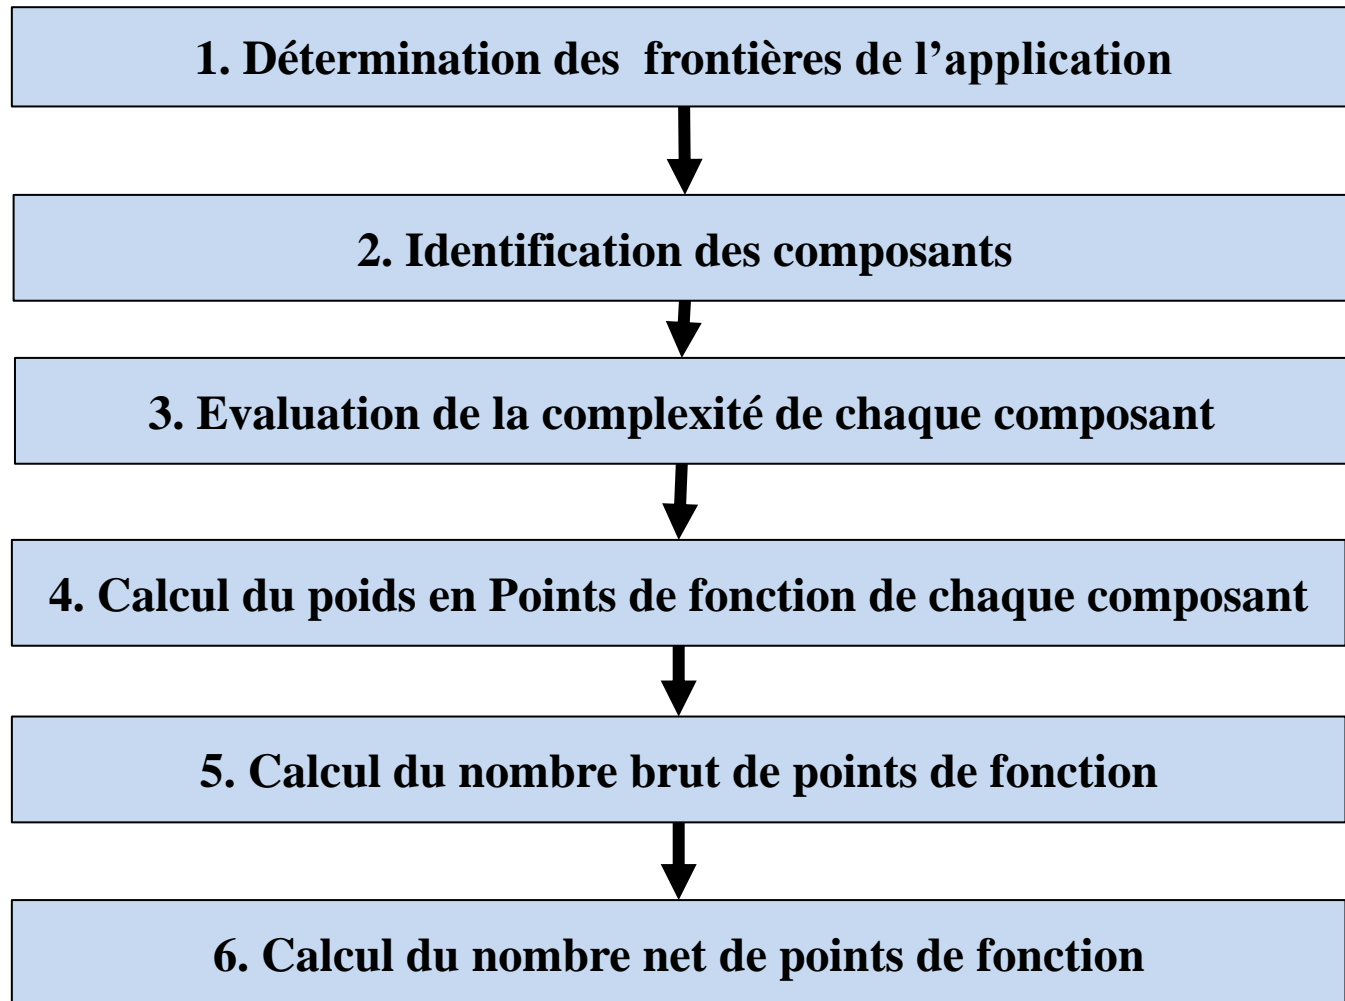 1. Détermination des  frontières de l’application
2. Identification des composants
3. Evaluation de la complexité de chaque composant
4. Calcul du poids en Points de fonction de chaque composant
5. Calcul du nombre brut de points de fonction
6. Calcul du nombre net de points de fonction